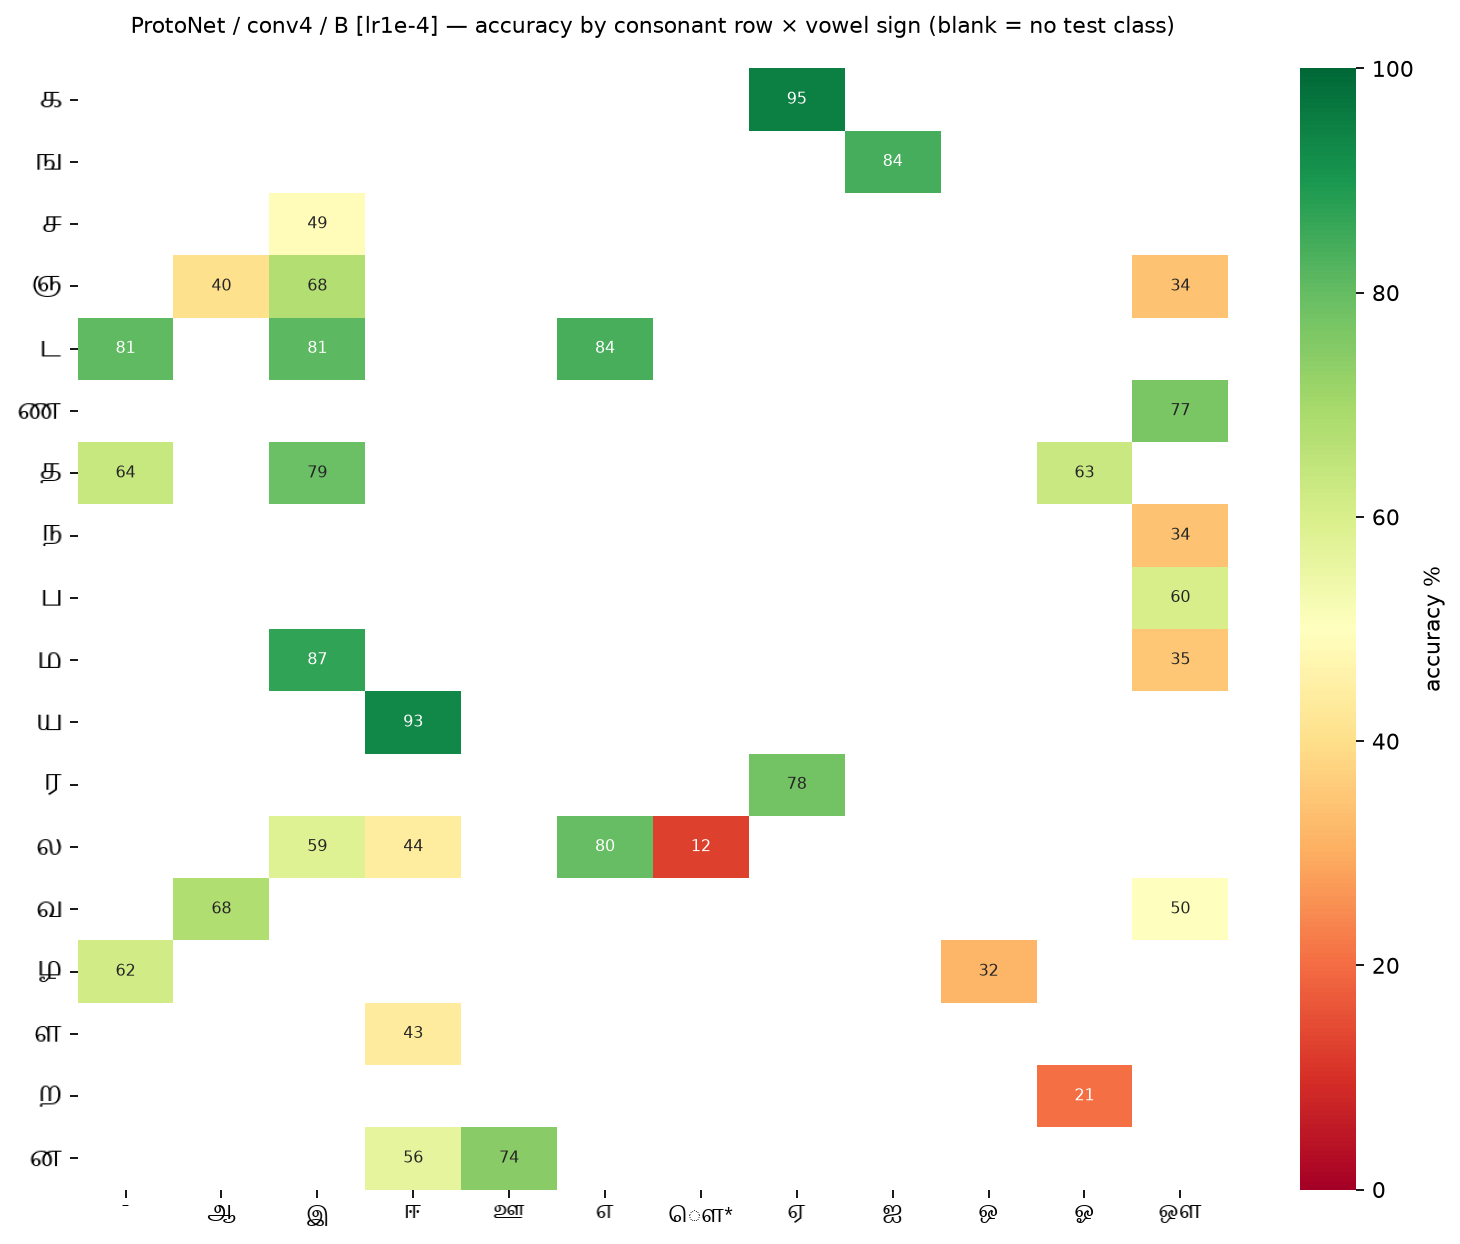 ProtoNet / conv4 / B [lr1e-4] — accuracy by consonant row × vowel sign (blank = no test class)
க 95
ங 84
ச 49
ஞ 40 68 34
ட 81 81 84
ண 77
த 64 79 63
ந 34
ப 60
ம 87 35
ய 93
ர 78
ல 59 44 80 12
வ 68 50
ழ 62 32
ள 43
ற 21
ன 56 74
- ஆ இ ஈ ஊ எ ௌ* ஏ ஐ ஒ ஓ ஔ
100
80
60
40
20
0
accuracy %